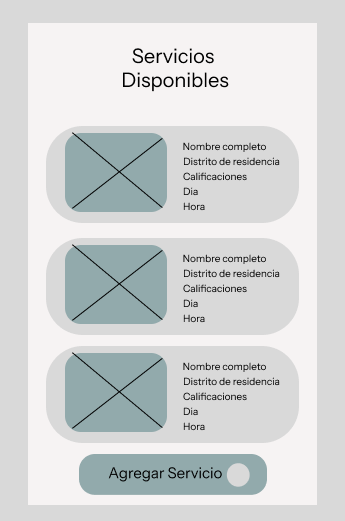 Servicios
Disponibles
Nombre completo
Distrito de residencia
Calificaciones
Dia
Hora
Nombre completo
Distrito de residencia
Calificaciones
Dia
Hora
Nombre completo
Distrito de residencia
Calificaciones
Dia
Hora
Agregar Servicio